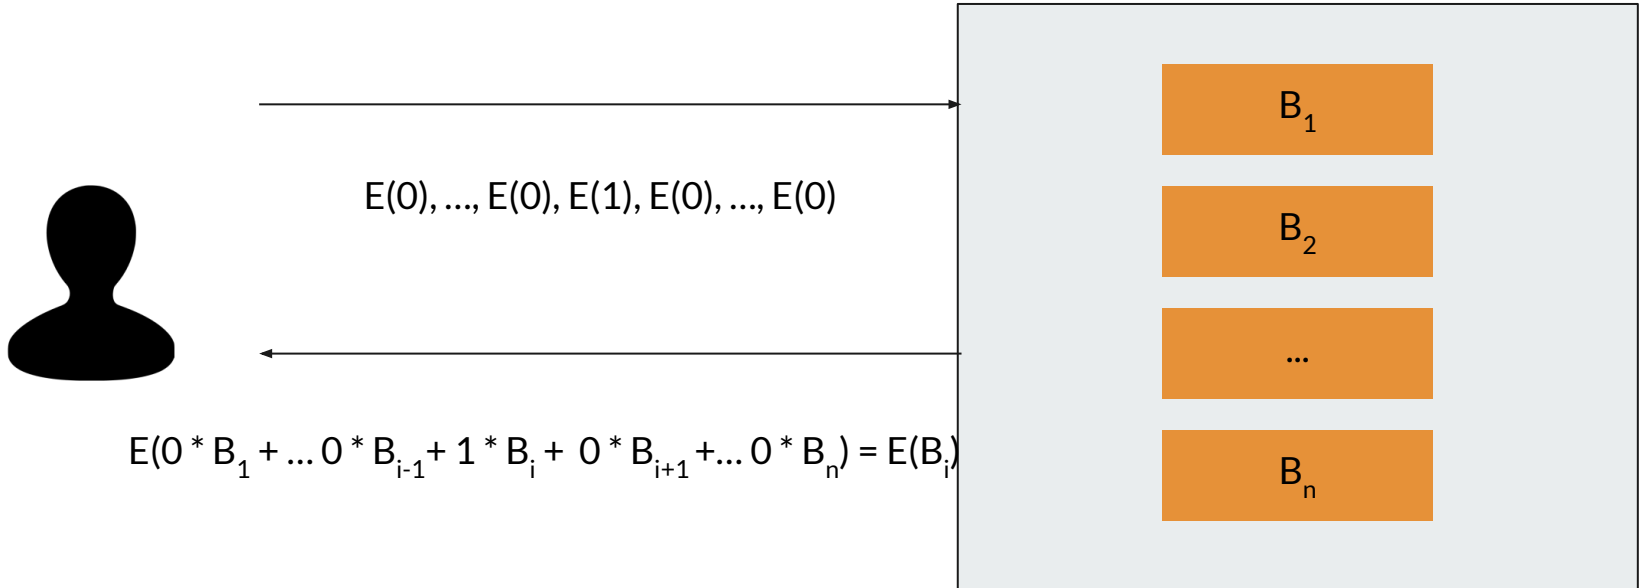 B₁
E(0), ..., E(0), E(1), E(0), ..., E(0)
B₂
...
E(0 * B₁ + ... 0 * Bᵢ₋₁+ 1 * Bᵢ + 0 * Bᵢ₊₁ +... 0 * Bₙ) = E(Bᵢ)
Bₙ